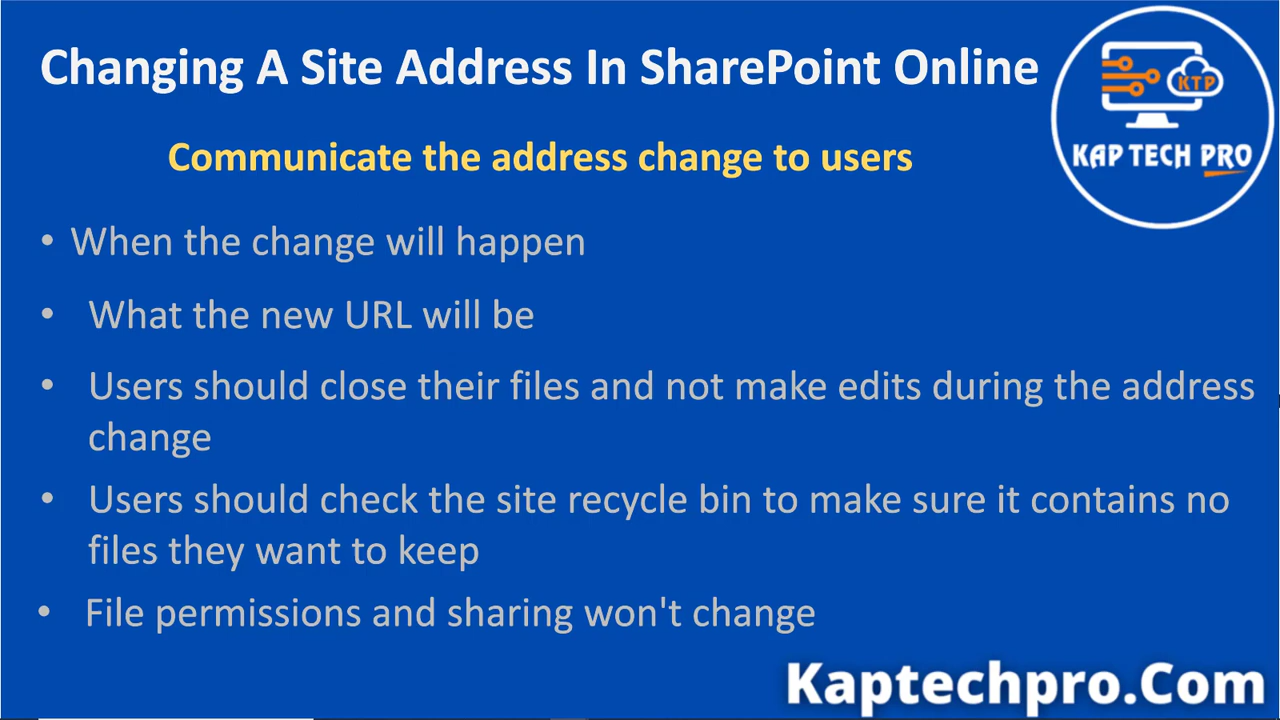 Changing A Site Address In SharePoint Online
KTP
KAP TECH PRO
Communicate the address change to users
• When the change will happen
• What the new URL will be
• Users should close their files and not make edits during the address
change
• Users should check the site recycle bin to make sure it contains no
files they want to keep
• File permissions and sharing won't change
Kaptechpro.Com